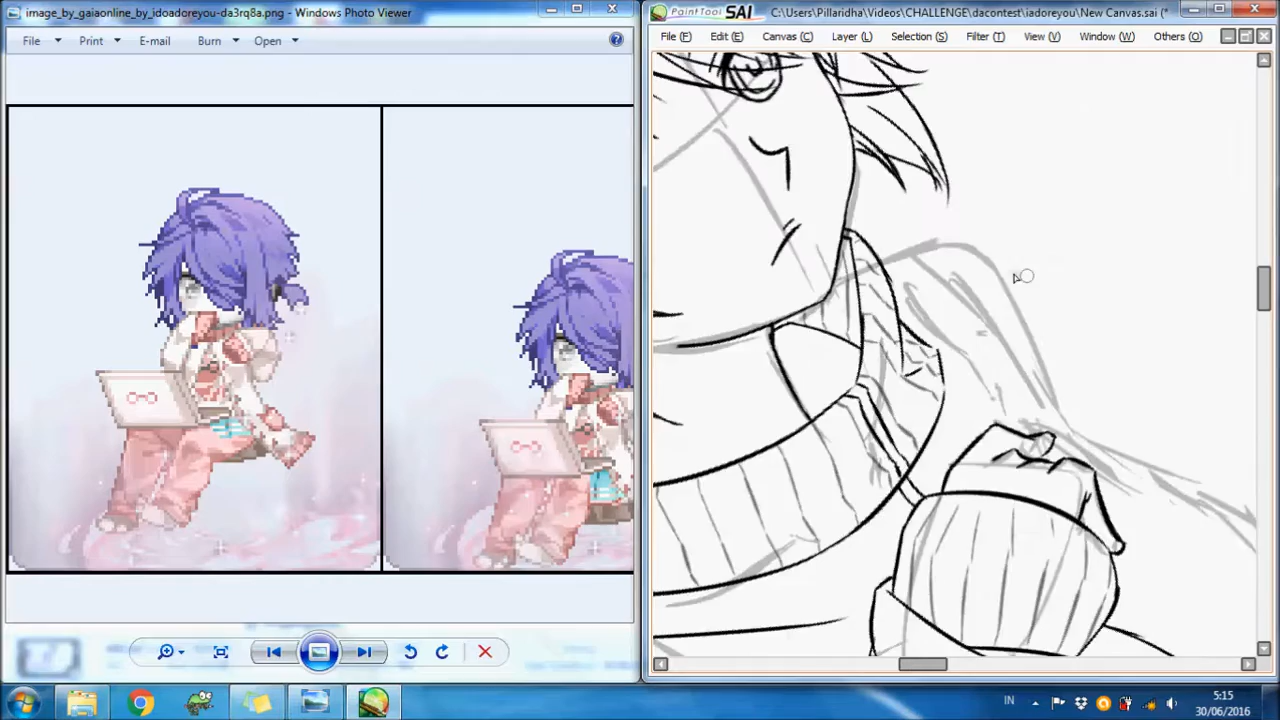 image_by_gaiaonline_by_idoadoreyou-da3rq8a.png - Windows Photo Viewer
File Print E-mail Burn Open
PaintTool SAI C:\Users\Pillaridha\Videos\CHALLENGE\dacontest\iadoreyou\New Canvas.sai (*
File (F) Edit (E) Canvas (C) Layer (L) Selection (S) Filter (T) View (V) Window (W) Others (O)
IN
5:15
30/06/2016